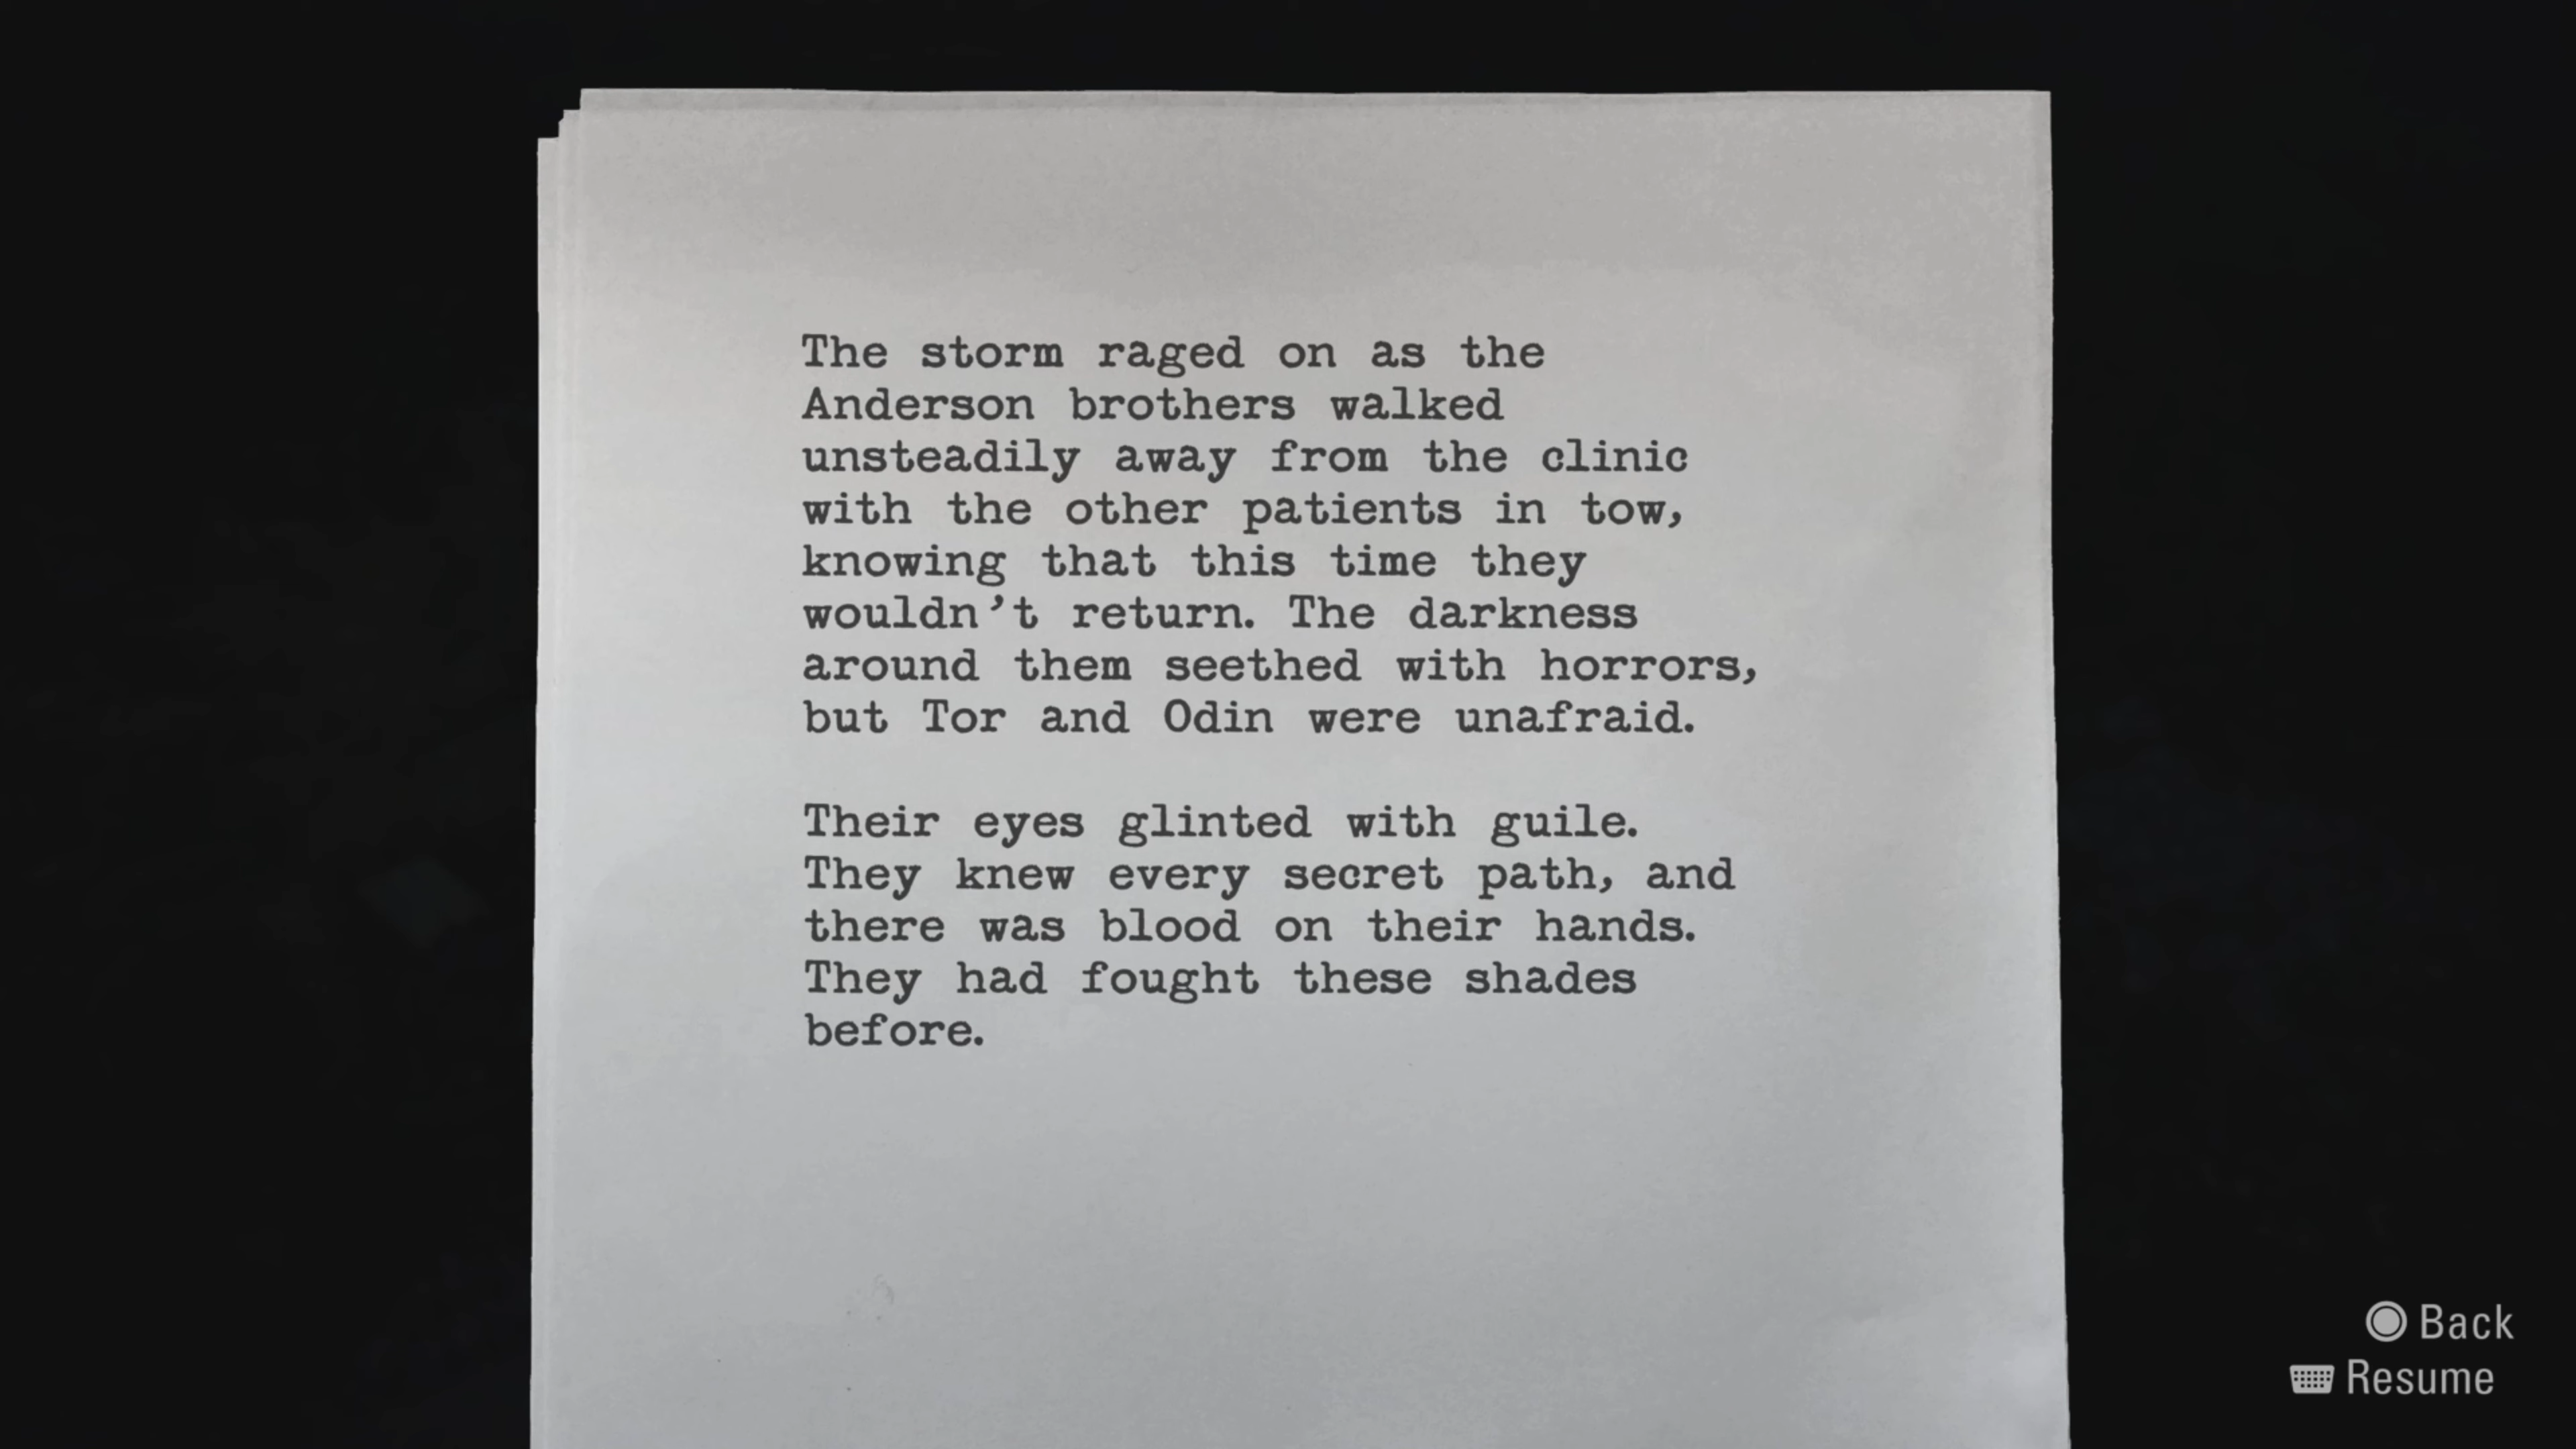 The storm raged on as the
Anderson brothers walked
unsteadily away from the clinic
with the other patients in tow,
knowing that this time they
wouldn't return. The darkness
around them seethed with horrors,
but Tor and Odin were unafraid.
Their eyes glinted with guile.
They knew every secret path, and
there was blood on their hands.
They had fought these shades
before.
Back
Resume